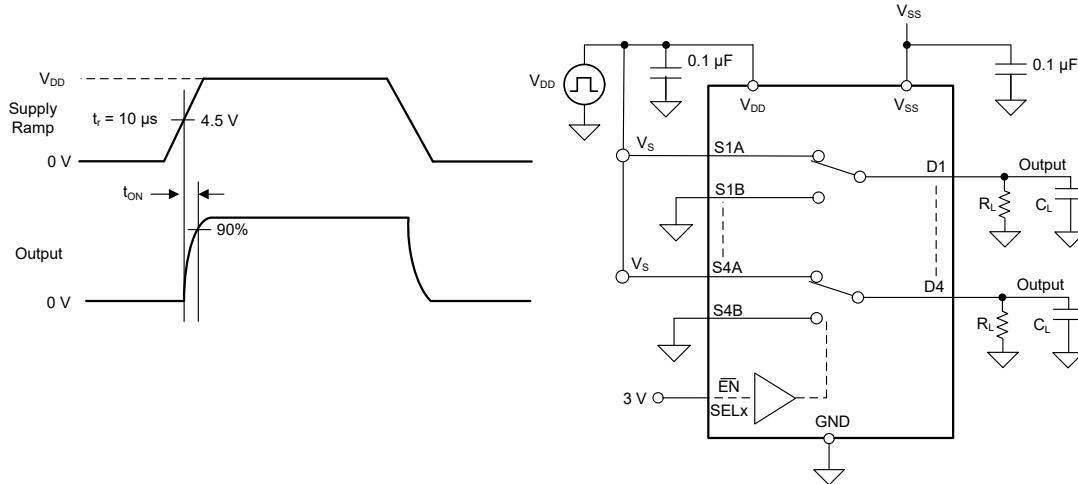 V_DD
Supply
Ramp
t_r = 10 µs
4.5 V
0 V
t_ON
90%
Output
0 V
V_SS
V_DD
0.1 µF
0.1 µF
V_DD
V_SS
V_S
S1A
D1
Output
S1B
R_L
C_L
V_S
S4A
D4
Output
S4B
R_L
C_L
3 V
EN
SELx
GND